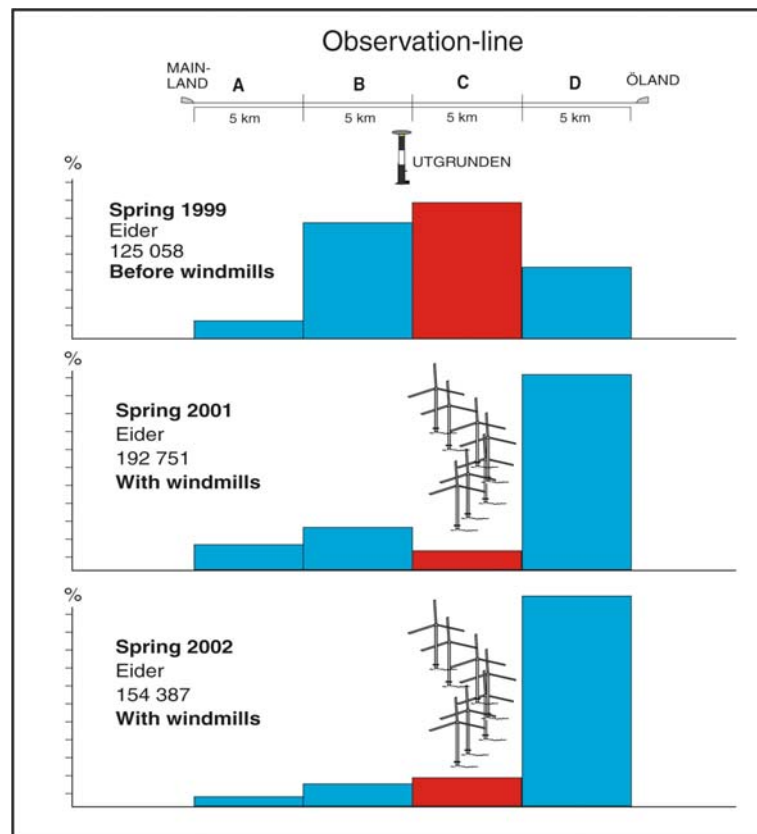 Observation-line
MAIN-
LAND
A
B
C
D
ÖLAND
5 km
5 km
5 km
5 km
UTGRUNDEN
%
Spring 1999
Eider
125 058
Before windmills
%
Spring 2001
Eider
192 751
With windmills
%
Spring 2002
Eider
154 387
With windmills